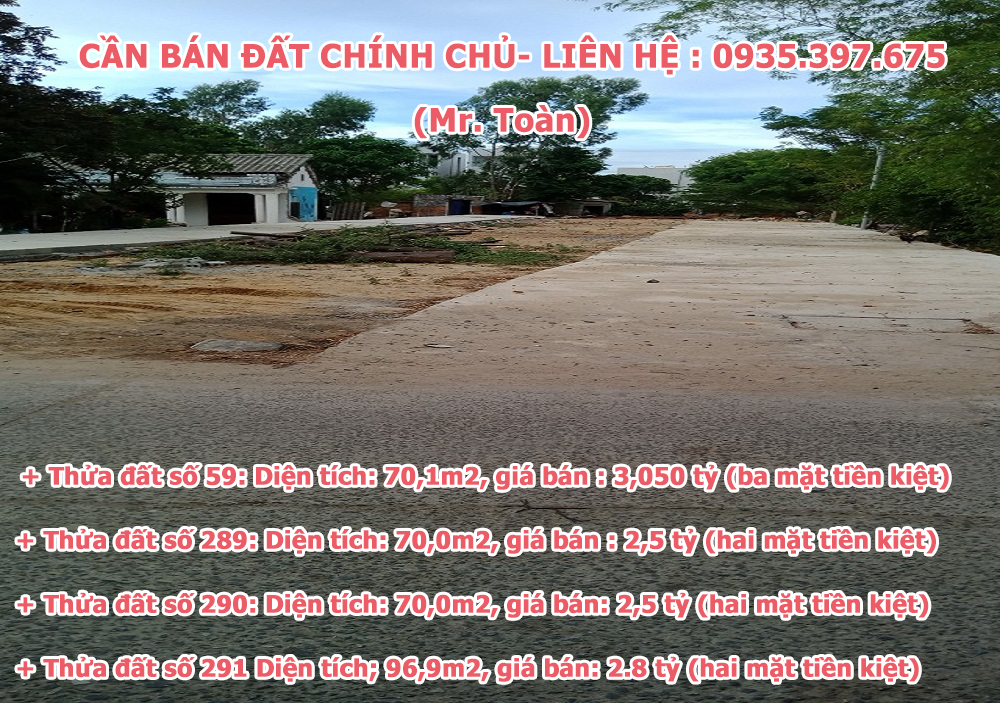 CẦN BÁN ĐẤT CHÍNH CHỦ- LIÊN HỆ : 0935.397.675
(Mr. Toàn)
+ Thửa đất số 59: Diện tích: 70,1m2, giá bán : 3,050 tỷ (ba mặt tiền kiệt)
+ Thửa đất số 289: Diện tích: 70,0m2, giá bán : 2,5 tỷ (hai mặt tiền kiệt)
+ Thửa đất số 290: Diện tích: 70,0m2, giá bán: 2,5 tỷ (hai mặt tiền kiệt)
+ Thửa đất số 291 Diện tích; 96,9m2, giá bán: 2.8 tỷ (hai mặt tiền kiệt)